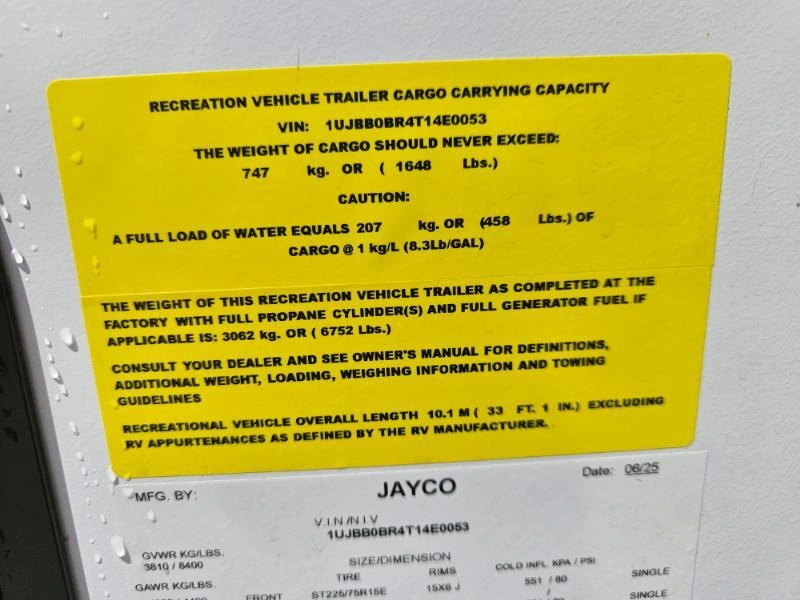 RECREATION VEHICLE TRAILER CARGO CARRYING CAPACITY
VIN: 1UJBB0BR4T14E0053
THE WEIGHT OF CARGO SHOULD NEVER EXCEED:
747 kg. OR ( 1648 Lbs.)
CAUTION:
A FULL LOAD OF WATER EQUALS 207 kg. OR (458 Lbs.) OF
CARGO @ 1 kg/L (8.3Lb/GAL)
THE WEIGHT OF THIS RECREATION VEHICLE TRAILER AS COMPLETED AT THE
FACTORY WITH FULL PROPANE CYLINDER(S) AND FULL GENERATOR FUEL IF
APPLICABLE IS: 3062 kg. OR ( 6752 Lbs.)
CONSULT YOUR DEALER AND SEE OWNER'S MANUAL FOR DEFINITIONS,
ADDITIONAL WEIGHT, LOADING, WEIGHING INFORMATION AND TOWING
GUIDELINES
RECREATIONAL VEHICLE OVERALL LENGTH 10.1 M ( 33 FT. 1 IN.) EXCLUDING
RV APPURTENANCES AS DEFINED BY THE RV MANUFACTURER.
MFG. BY: JAYCO Date: 06/25
V.I.N./N.I.V
1UJBB0BR4T14E0053
GVWR KG/LBS. SIZE/DIMENSION COLD INFL. KPA / PSI
3810 / 8400 TIRE RIMS 551 / 80 SINGLE
GAWR KG/LBS. FRONT ST225/75R15E 15X6 J / SINGLE